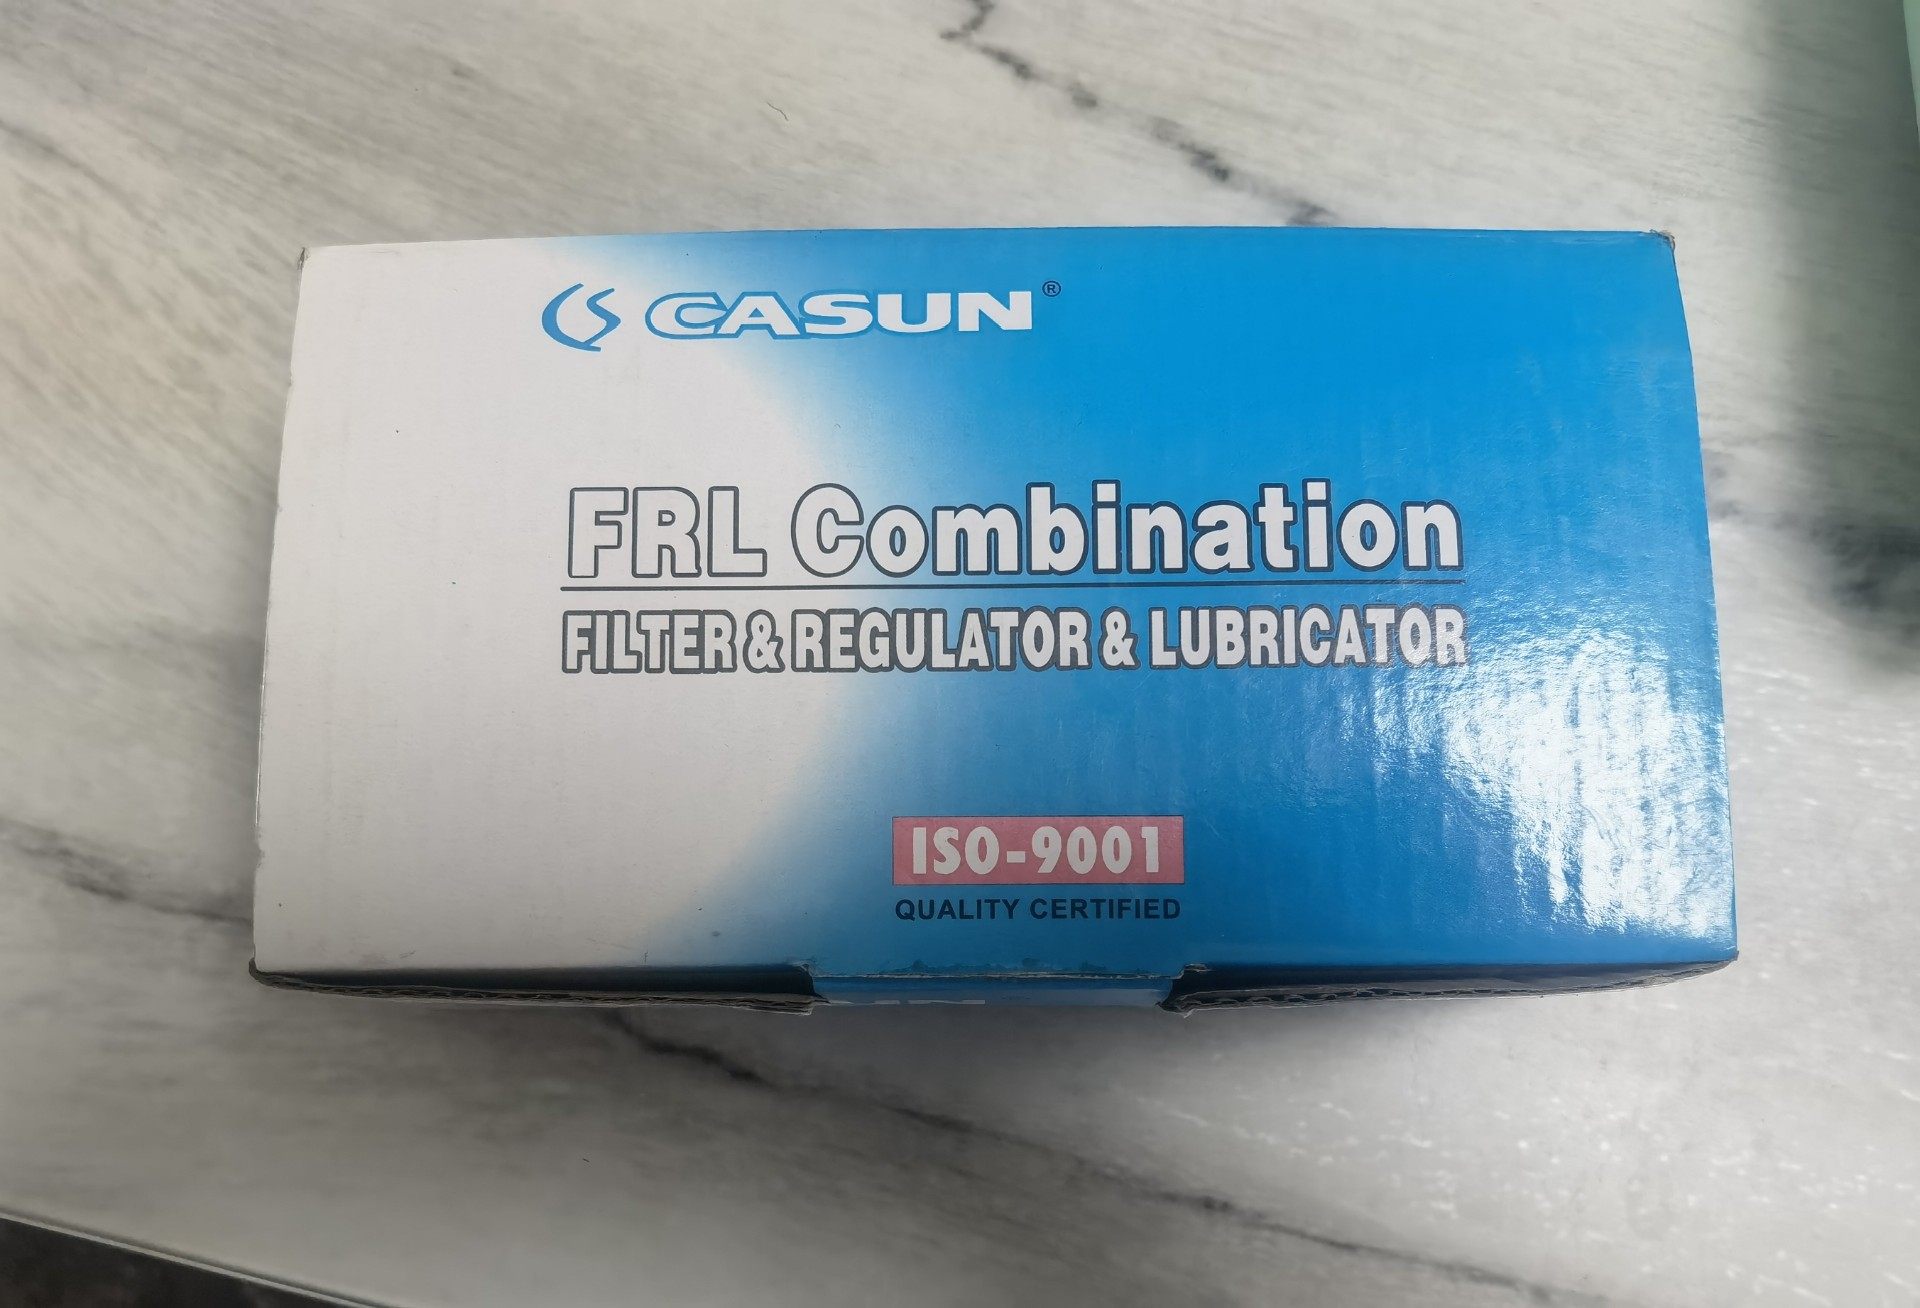 CASUN®
FRL Combination
FILTER & REGULATOR & LUBRICATOR
ISO-9001
QUALITY CERTIFIED